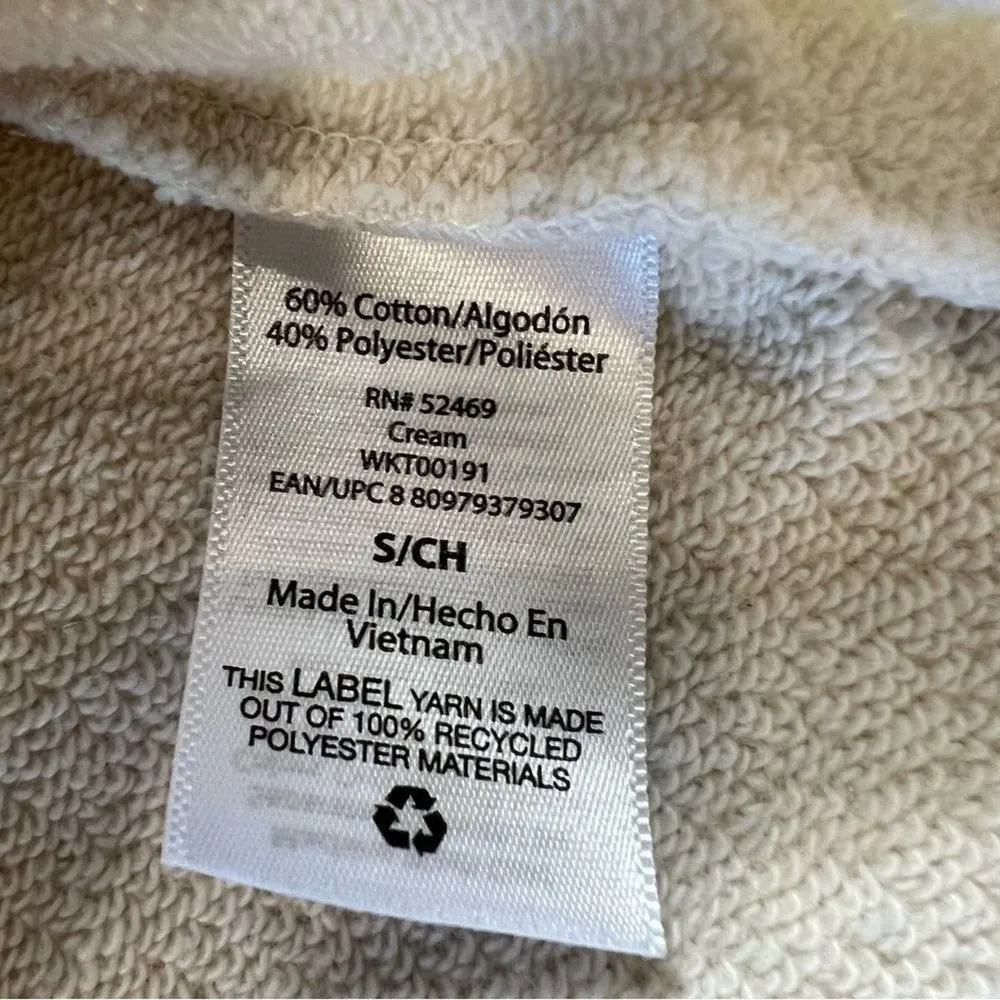 60% Cotton/Algodón
40% Polyester/Poliéster
RN# 52469
Cream
WKT00191
EAN/UPC 8 80979379307
S/CH
Made In/Hecho En
Vietnam
THIS LABEL YARN IS MADE
OUT OF 100% RECYCLED
POLYESTER MATERIALS